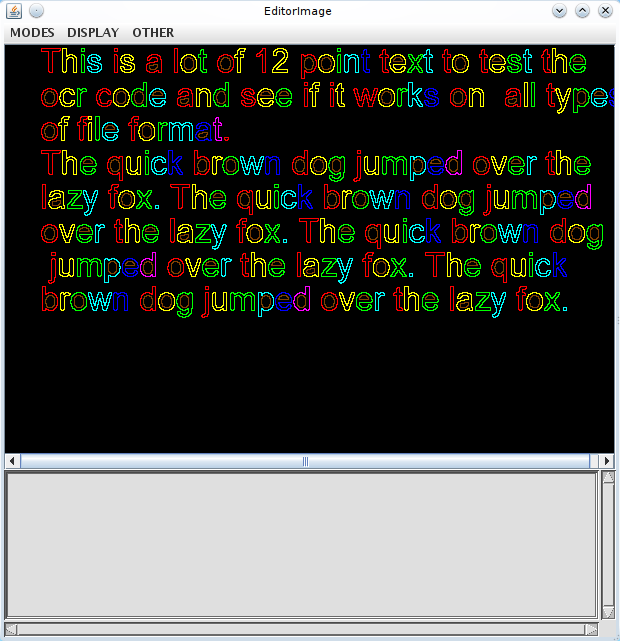 EditorImage
MODES DISPLAY OTHER
This is a lot of 12 point text to test the
ocr code and see if it works on all types
of file format.
The quick brown dog jumped over the
lazy fox. The quick brown dog jumped
over the lazy fox. The quick brown dog
jumped over the lazy fox. The quick
brown dog jumped over the lazy fox.